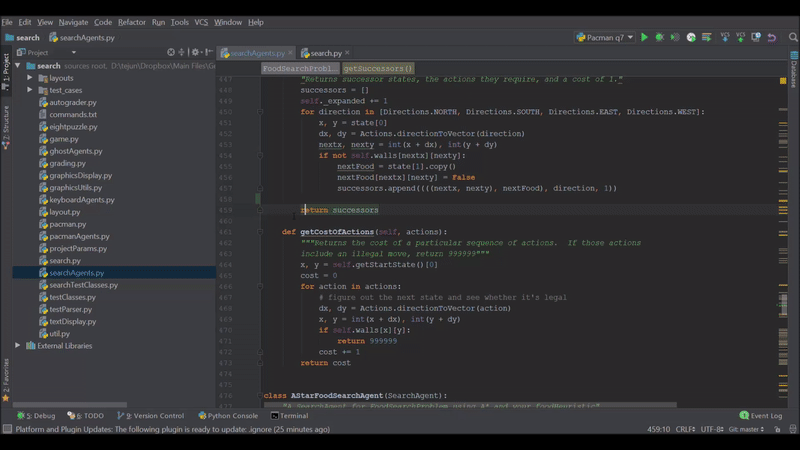 File Edit View Navigate Code Refactor Run Tools VCS Window Help
search searchAgents.py Pacman q7
Project searchAgents.py search.py
search sources root, D:\tejun\Dropbox\Main Files\G
FoodSearchProbl... getSuccessors()
layouts
test_cases
autograder.py
commands.txt
eightpuzzle.py
game.py
ghostAgents.py
grading.py
graphicsDisplay.py
graphicsUtils.py
keyboardAgents.py
layout.py
pacman.py
pacmanAgents.py
projectParams.py
search.py
searchAgents.py
searchTestClasses.py
testClasses.py
testParser.py
textDisplay.py
util.py
External Libraries
1: Project
7: Structure
2: Favorites
447 "Returns successor states, the actions they require, and a cost of 1."
448 successors = []
449 self._expanded += 1
450 for direction in [Directions.NORTH, Directions.SOUTH, Directions.EAST, Directions.WEST]:
451 x, y = state[0]
452 dx, dy = Actions.directionToVector(direction)
453 nextx, nexty = int(x + dx), int(y + dy)
454 if not self.walls[nextx][nexty]:
455 nextFood = state[1].copy()
456 nextFood[nextx][nexty] = False
457 successors.append((((nextx, nexty), nextFood), direction, 1))
458
459 return successors
460
461 def getCostOfActions(self, actions):
462 """Returns the cost of a particular sequence of actions. If those actions
463 include an illegal move, return 999999"""
464 x, y = self.getStartState()[0]
465 cost = 0
466 for action in actions:
467 # figure out the next state and see whether it's legal
468 dx, dy = Actions.directionToVector(action)
469 x, y = int(x + dx), int(y + dy)
470 if self.walls[x][y]:
471 return 999999
472 cost += 1
473 return cost
474
class AStarFoodSearchAgent(SearchAgent):
"A SearchAgent for FoodSearchProblem using A* and your foodHeuristic"
Database
5: Debug 6: TODO 9: Version Control Python Console Terminal 1 Event Log
Platform and Plugin Updates: The following plugin is ready to update: .ignore (25 minutes ago) 459:10 CRLF UTF-8 Git: master